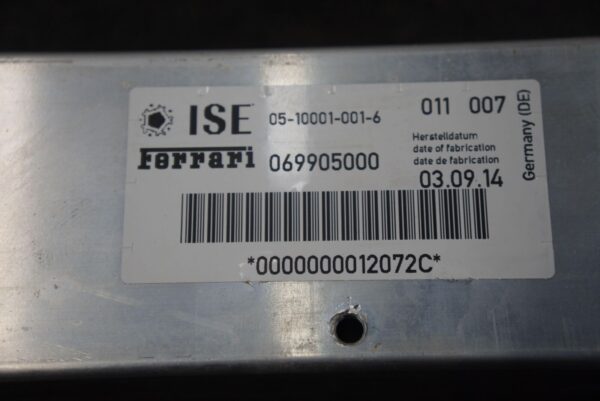 ISE 05-10001-001-6 011 007
Herstelldatum
date of fabrication
Ferrari 069905000 date de fabrication
03.09.14
Germany (DE)
*0000000012072C*